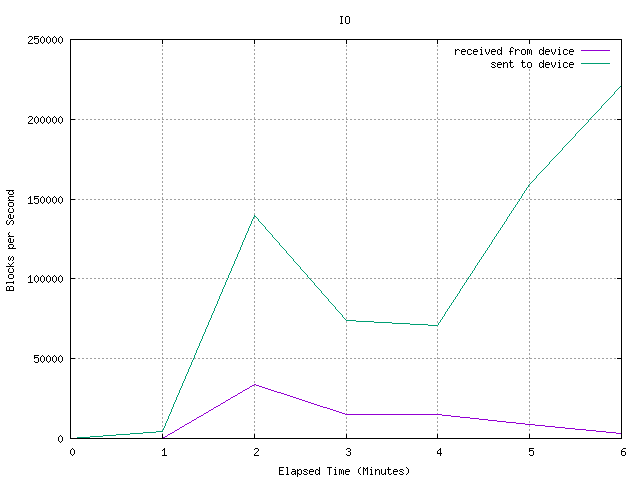 IO
250000
200000
150000
100000
50000
0
Blocks per Second
received from device
sent to device
0 1 2 3 4 5 6
Elapsed Time (Minutes)